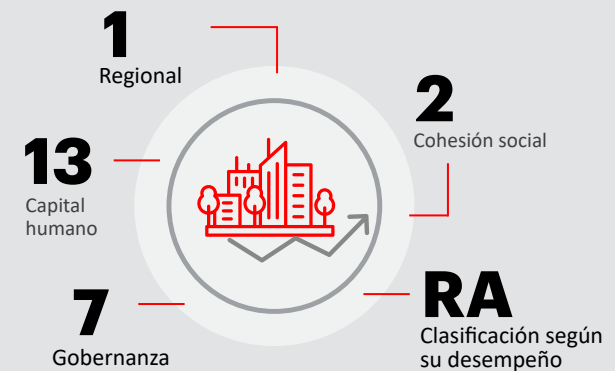 1
Regional
2
Cohesión social
13
Capital
humano
RA
Clasificación según
su desempeño
7
Gobernanza